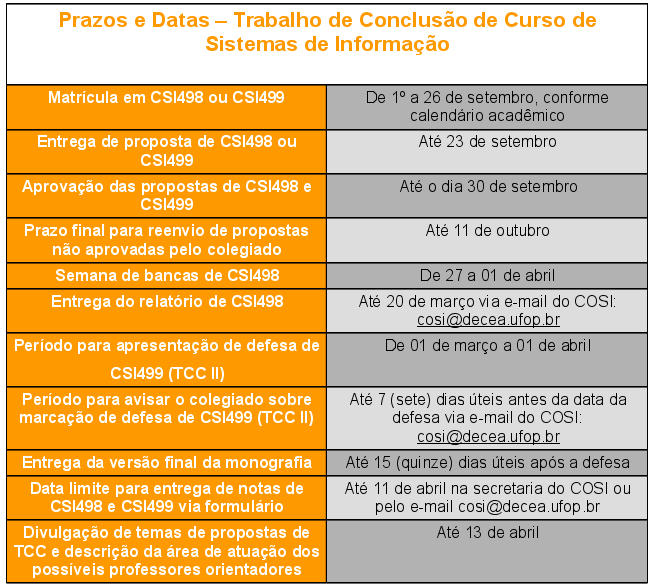 Prazos e Datas – Trabalho de Conclusão de Curso de
Sistemas de Informação
Matrícula em CSI498 ou CSI499
De 1º a 26 de setembro, conforme
calendário acadêmico
Entrega de proposta de CSI498 ou
CSI499
Até 23 de setembro
Aprovação das propostas de CSI498 e
CSI499
Até o dia 30 de setembro
Prazo final para reenvio de propostas
não aprovadas pelo colegiado
Até 11 de outubro
Semana de bancas de CSI498
De 27 a 01 de abril
Entrega do relatório de CSI498
Até 20 de março via e-mail do COSI:
cosi@decea.ufop.br
Período para apresentação de defesa de
CSI499 (TCC II)
De 01 de março a 01 de abril
Período para avisar o colegiado sobre
marcação de defesa de CSI499 (TCC II)
Até 7 (sete) dias úteis antes da data da
defesa via e-mail do COSI:
cosi@decea.ufop.br
Entrega da versão final da monografia
Até 15 (quinze) dias úteis após a defesa
Data limite para entrega de notas de
CSI498 e CSI499 via formulário
Até 11 de abril na secretaria do COSI ou
pelo e-mail cosi@decea.ufop.br
Divulgação de temas de propostas de
TCC e descrição da área de atuação dos
possíveis professores orientadores
Até 13 de abril